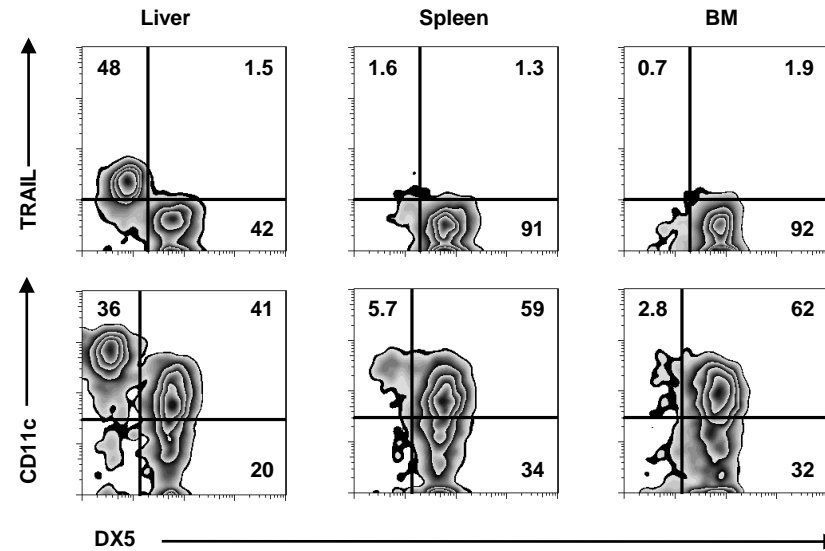 Liver Spleen BM
48 1.5 1.6 1.3 0.7 1.9
TRAIL
42 91 92
36 41 5.7 59 2.8 62
CD11c
20 34 32
DX5